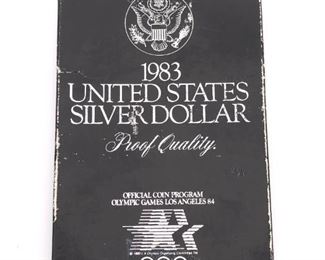 1983
UNITED STATES
SILVER DOLLAR
Proof Quality.
OFFICIAL COIN PROGRAM
OLYMPIC GAMES LOS ANGELES 84